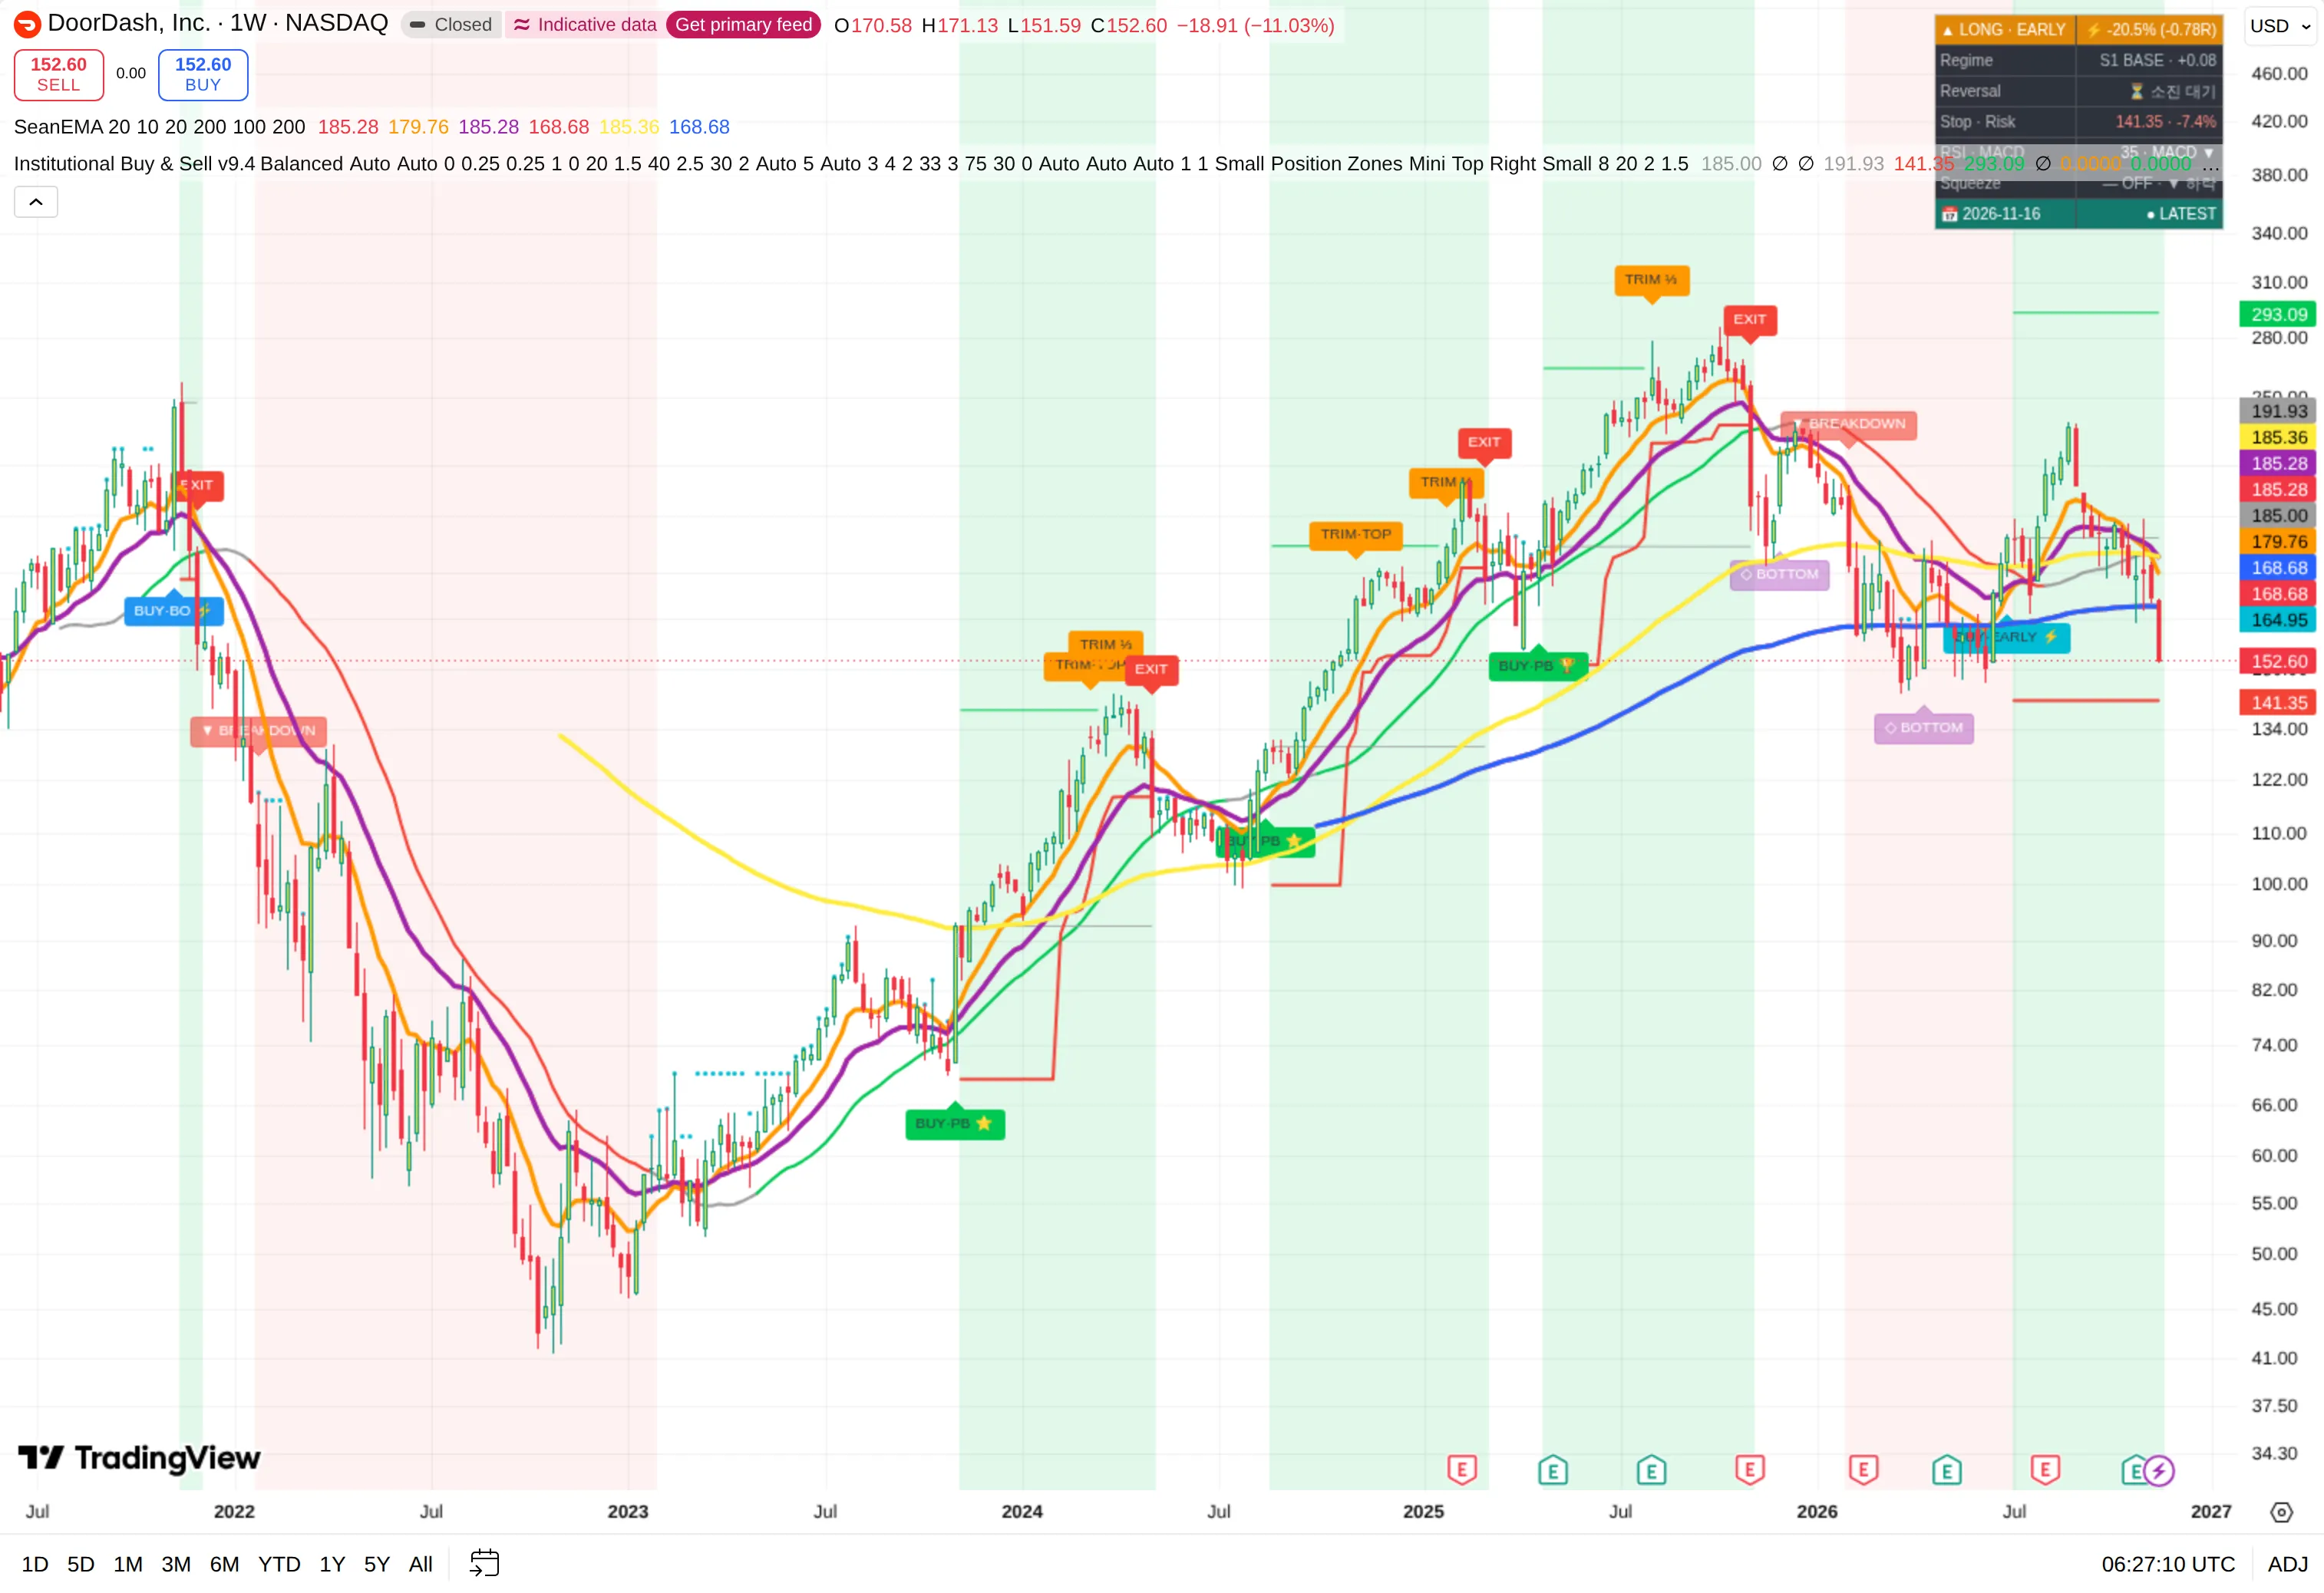 DoorDash, Inc. · 1W · NASDAQ Closed Indicative data Get primary feed O170.58 H171.13 L151.59 C152.60 −18.91 (−11.03%)
152.60 SELL
0.00
152.60 BUY
SeanEMA 20 10 20 200 100 200 185.28 179.76 185.28 168.68 185.36 168.68
Institutional Buy & Sell v9.4 Balanced Auto Auto 0 0.25 0.25 1 0 20 1.5 40 2.5 30 2 Auto 5 Auto 3 4 2 33 3 75 30 0 Auto Auto Auto 1 1 Small Position Zones Mini Top Right Small 8 20 2 1.5 185.00 ∅ ∅ 191.93 141.35 293.09 ∅ 0.0000 0.0000 …
▲ LONG · EARLY ⚡ -20.5% (-0.78R)
Regime S1 BASE · +0.08
Reversal ⏳ 소진 대기
Stop · Risk 141.35 · -7.4%
RSI · MACD 35 · MACD ▼
Squeeze — OFF · ▼ 하락
📅 2026-11-16 ● LATEST
USD
460.00
420.00
380.00
340.00
310.00
293.09
280.00
191.93
185.36
185.28
185.28
185.00
179.76
168.68
168.68
164.95
152.60
141.35
134.00
122.00
110.00
100.00
90.00
82.00
74.00
66.00
60.00
55.00
50.00
45.00
41.00
37.50
34.30
EXIT
BUY·BO ⚡
▼ BREAKDOWN
BUY·PB ⭐
TRIM ½
TRIM·TOP
EXIT
BUY·PB ⭐
TRIM·TOP
TRIM
EXIT
BUY·PB 🏆
TRIM ½
EXIT
◇ BOTTOM
▼ BREAKDOWN
◇ BOTTOM
BUY·EARLY ⚡
E E E E E E E E
TradingView
Jul 2022 Jul 2023 Jul 2024 Jul 2025 Jul 2026 Jul 2027
1D 5D 1M 3M 6M YTD 1Y 5Y All
06:27:10 UTC ADJ